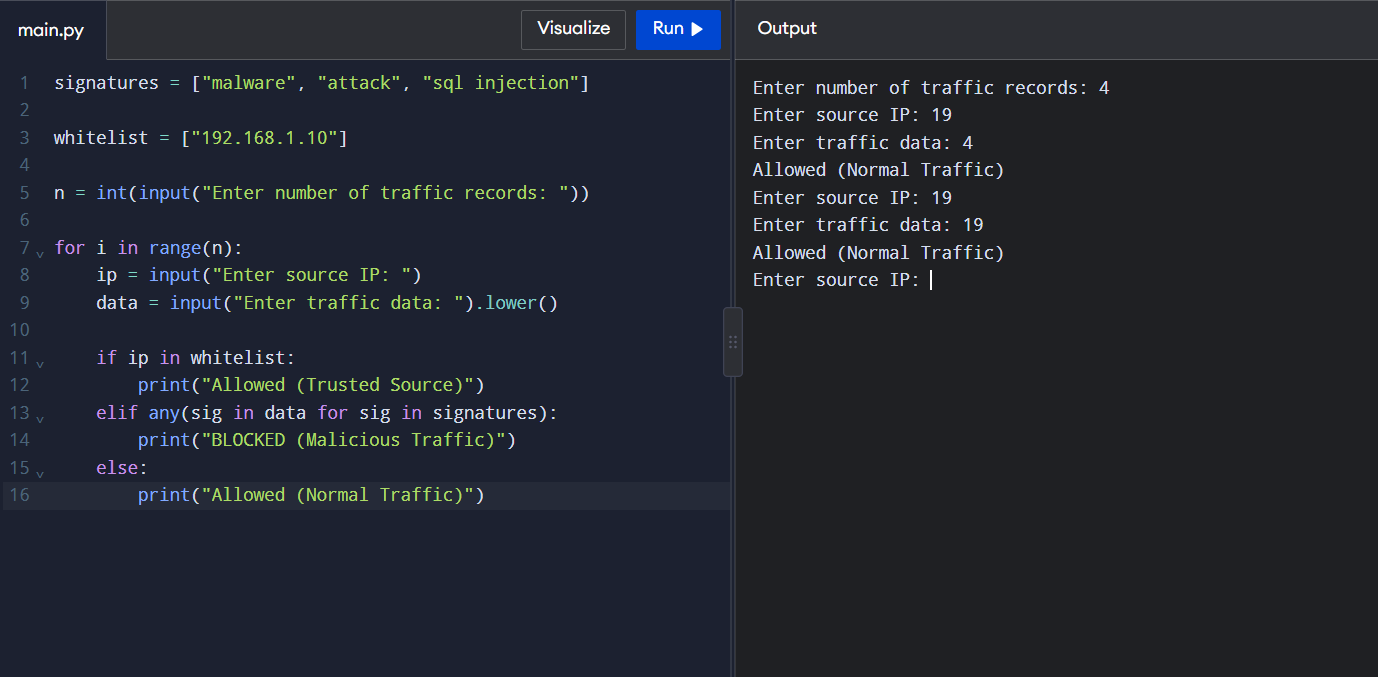 main.py
Visualize
Run
1 signatures = ["malware", "attack", "sql injection"]
2
3 whitelist = ["192.168.1.10"]
4
5 n = int(input("Enter number of traffic records: "))
6
7 for i in range(n):
8     ip = input("Enter source IP: ")
9     data = input("Enter traffic data: ").lower()
10
11     if ip in whitelist:
12         print("Allowed (Trusted Source)")
13     elif any(sig in data for sig in signatures):
14         print("BLOCKED (Malicious Traffic)")
15     else:
16         print("Allowed (Normal Traffic)")
Output
Enter number of traffic records: 4
Enter source IP: 19
Enter traffic data: 4
Allowed (Normal Traffic)
Enter source IP: 19
Enter traffic data: 19
Allowed (Normal Traffic)
Enter source IP: